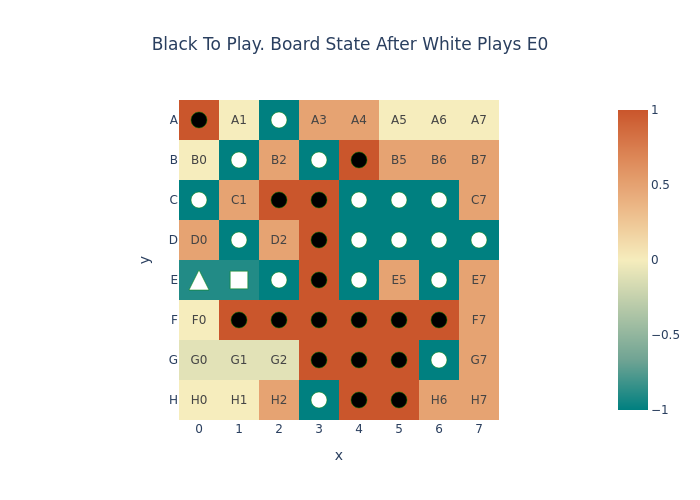 Black To Play. Board State After White Plays E0
A A1 A3 A4 A5 A6 A7 1
B B0 B2 B5 B6 B7
C C1 C7 0.5
D D0 D2
y E E5 E7 0
F F0 F7
G G0 G1 G2 G7 −0.5
H H0 H1 H2 H6 H7 −1
0 1 2 3 4 5 6 7
x